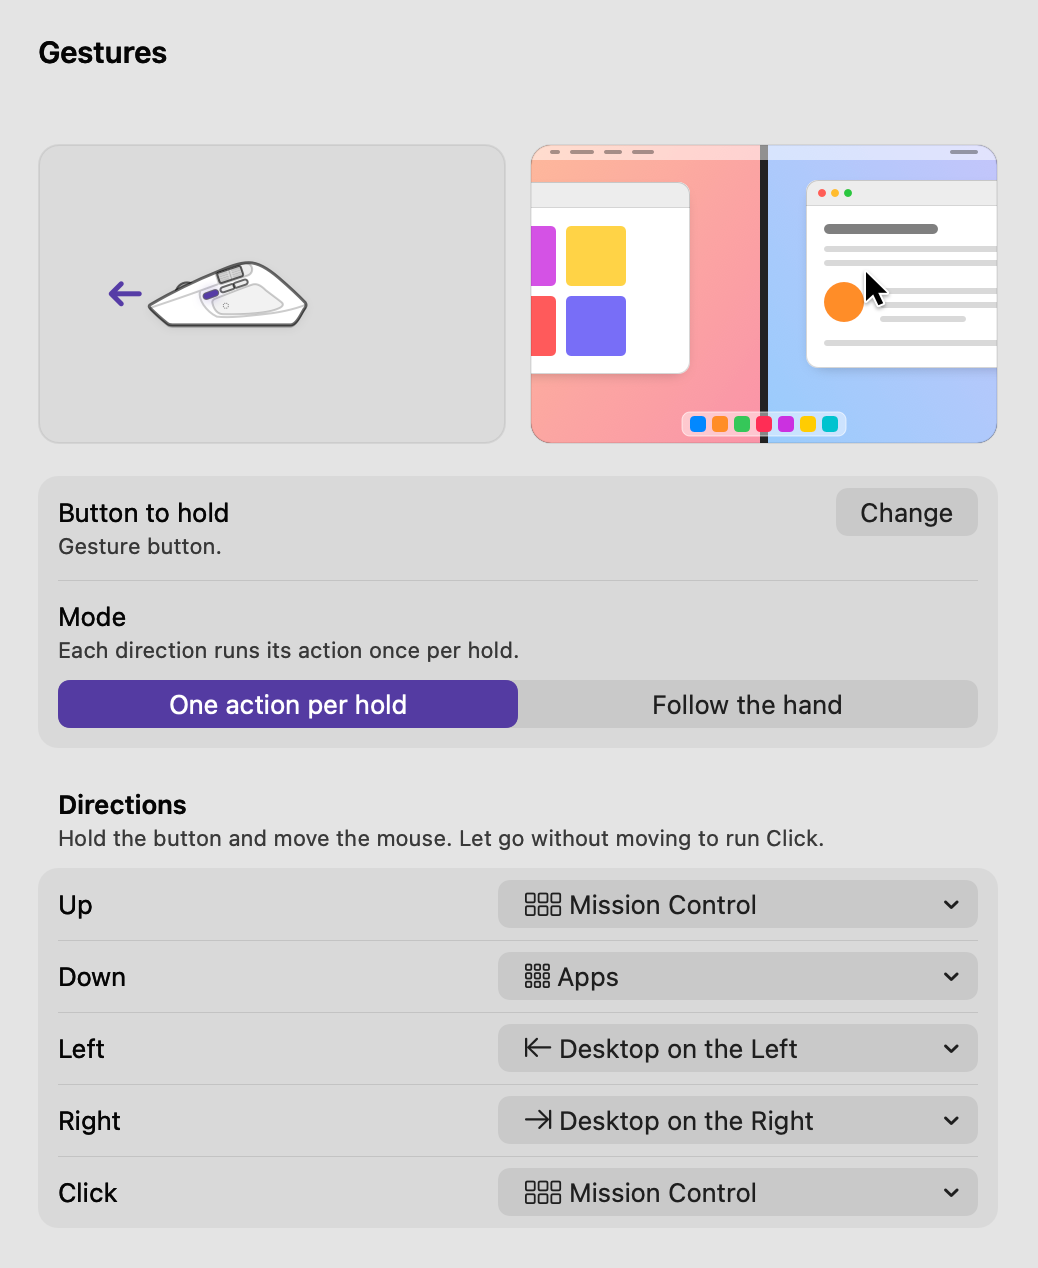 Gestures
Button to hold
Change
Gesture button.
Mode
Each direction runs its action once per hold.
One action per hold
Follow the hand
Directions
Hold the button and move the mouse. Let go without moving to run Click.
Up
Mission Control
Down
Apps
Left
Desktop on the Left
Right
Desktop on the Right
Click
Mission Control